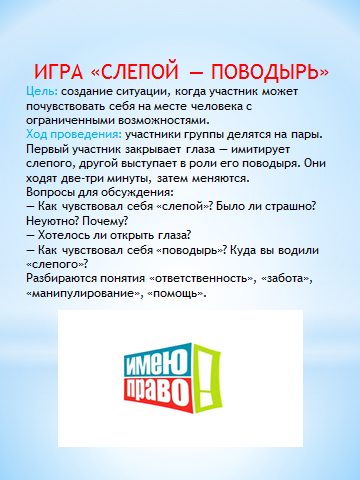 ИГРА «СЛЕПОЙ — ПОВОДЫРЬ»
Цель: создание ситуации, когда участник может
почувствовать себя на месте человека с
ограниченными возможностями.
Ход проведения: участники группы делятся на пары.
Первый участник закрывает глаза — имитирует
слепого, другой выступает в роли его поводыря. Они
ходят две-три минуты, затем меняются.
Вопросы для обсуждения:
— Как чувствовал себя «слепой»? Было ли страшно?
Неуютно? Почему?
— Хотелось ли открыть глаза?
— Как чувствовал себя «поводырь»? Куда вы водили
«слепого»?
Разбираются понятия «ответственность», «забота»,
«манипулирование», «помощь».
имею
право!